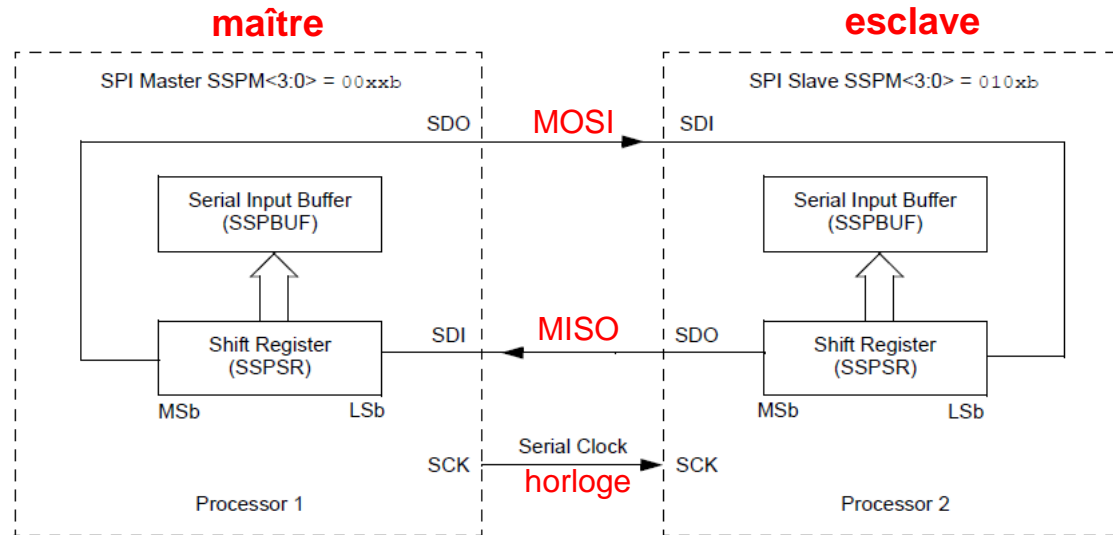 maître
esclave
SPI Master SSPM<3:0> = 00xxb
SPI Slave SSPM<3:0> = 010xb
SDO
MOSI
SDI
Serial Input Buffer
(SSPBUF)
Serial Input Buffer
(SSPBUF)
SDI
MISO
SDO
Shift Register
(SSPSR)
Shift Register
(SSPSR)
MSb
LSb
MSb
LSb
Serial Clock
SCK
SCK
horloge
Processor 1
Processor 2